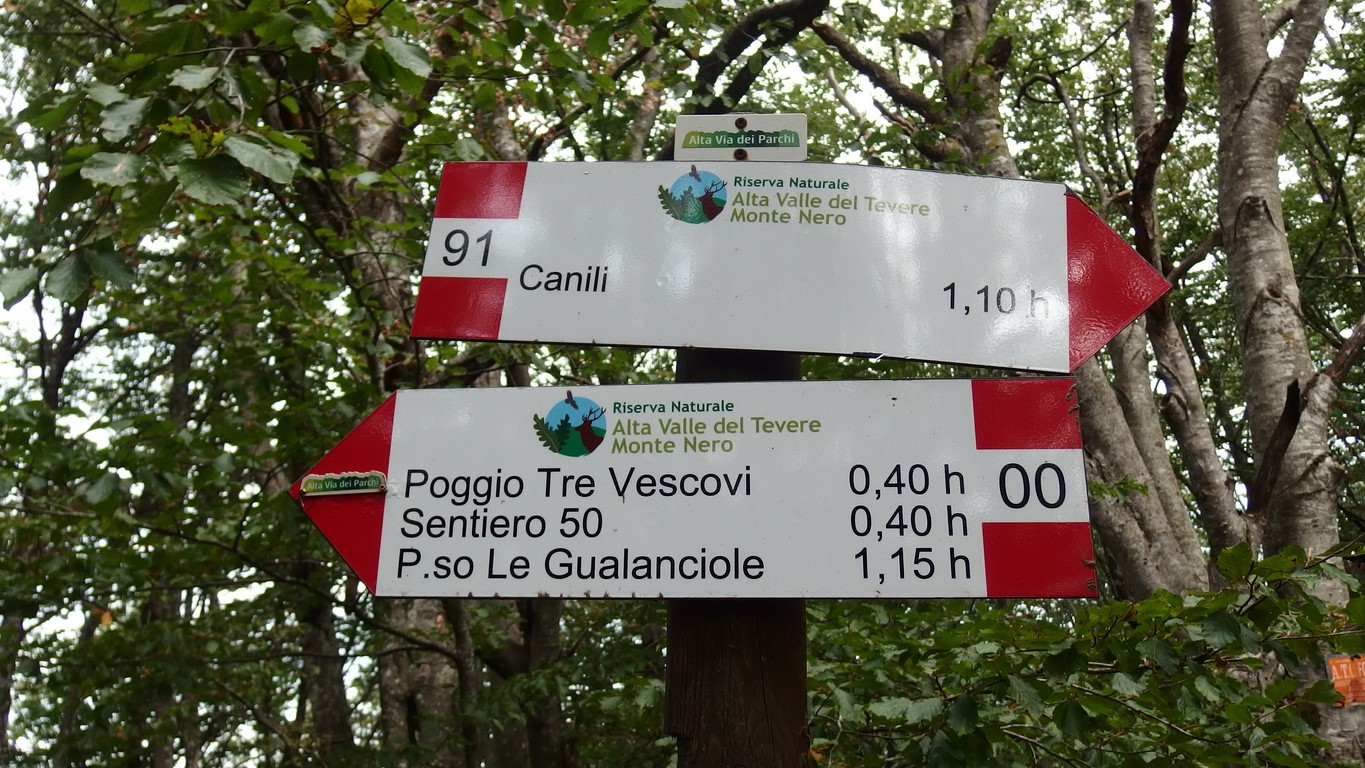 Alta Via dei Parchi
Riserva Naturale
Alta Valle del Tevere
Monte Nero
91
Canili
1,10 h
Riserva Naturale
Alta Valle del Tevere
Monte Nero
Alta Via dei Parchi
Poggio Tre Vescovi 0,40 h
Sentiero 50 0,40 h
P.so Le Gualanciole 1,15 h
00